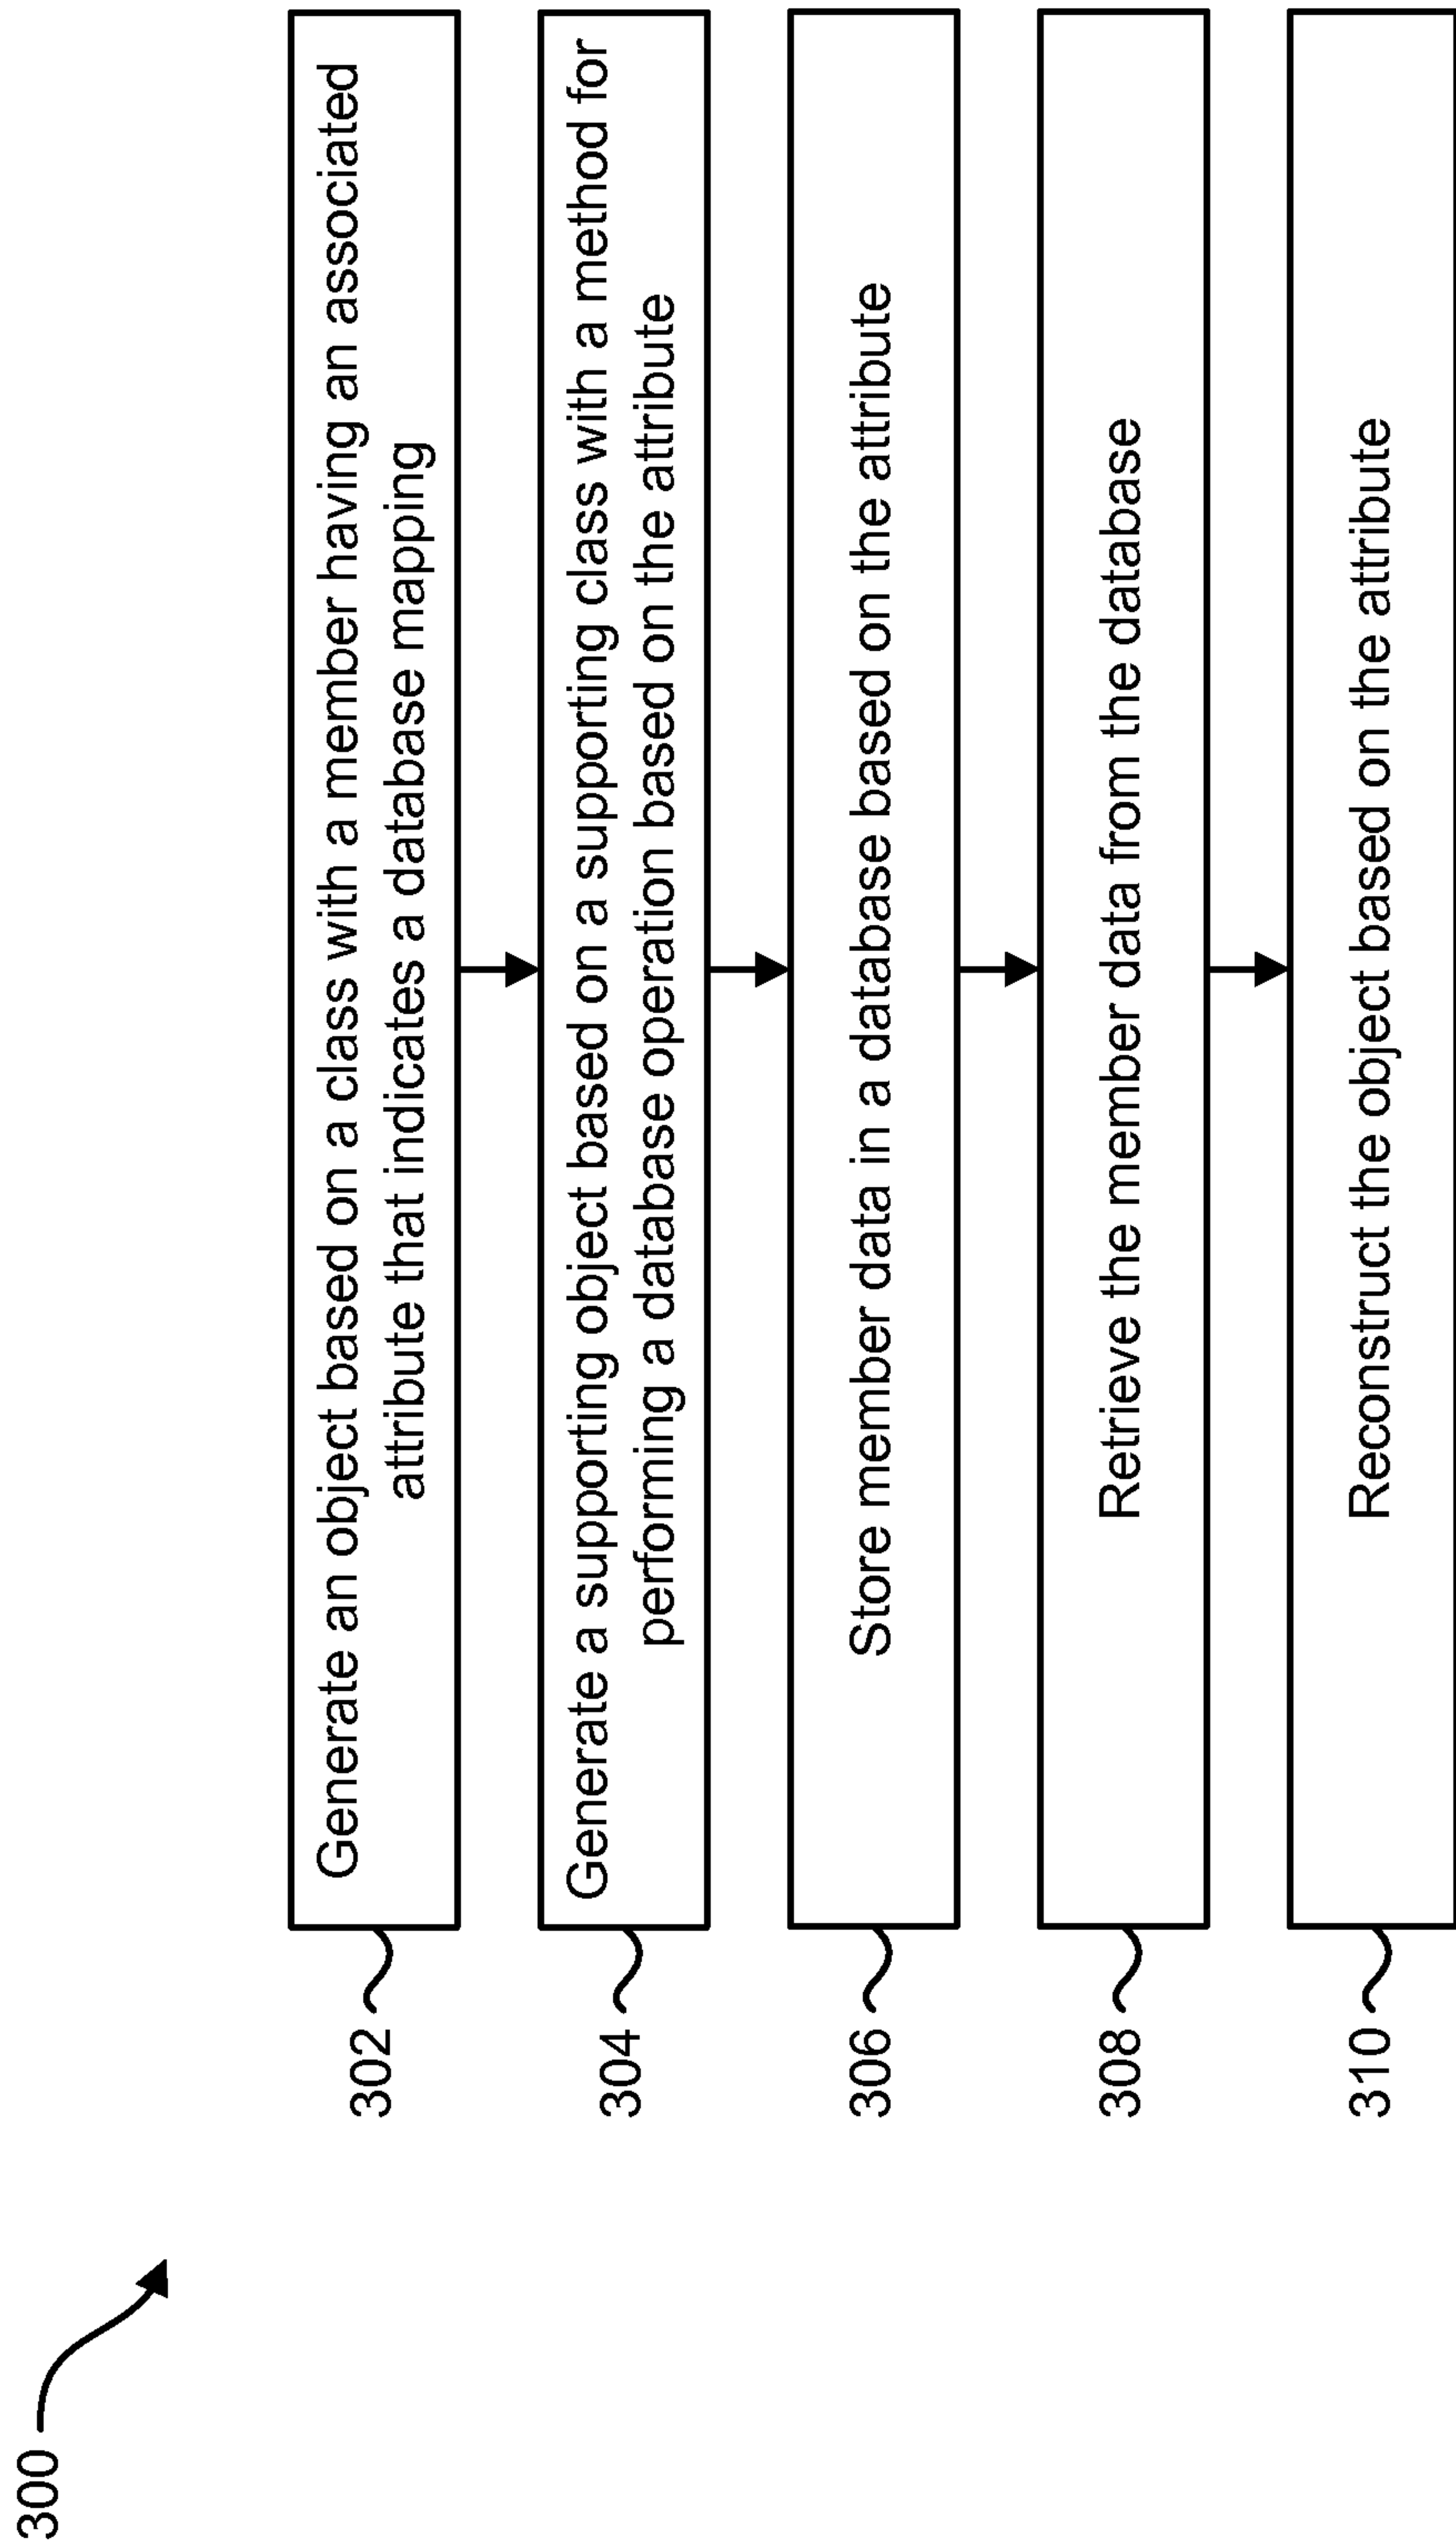 300
302
Generate an object based on a class with a member having an associated
attribute that indicates a database mapping
304
Generate a supporting object based on a supporting class with a method for
performing a database operation based on the attribute
306
Store member data in a database based on the attribute
308
Retrieve the member data from the database
310
Reconstruct the object based on the attribute